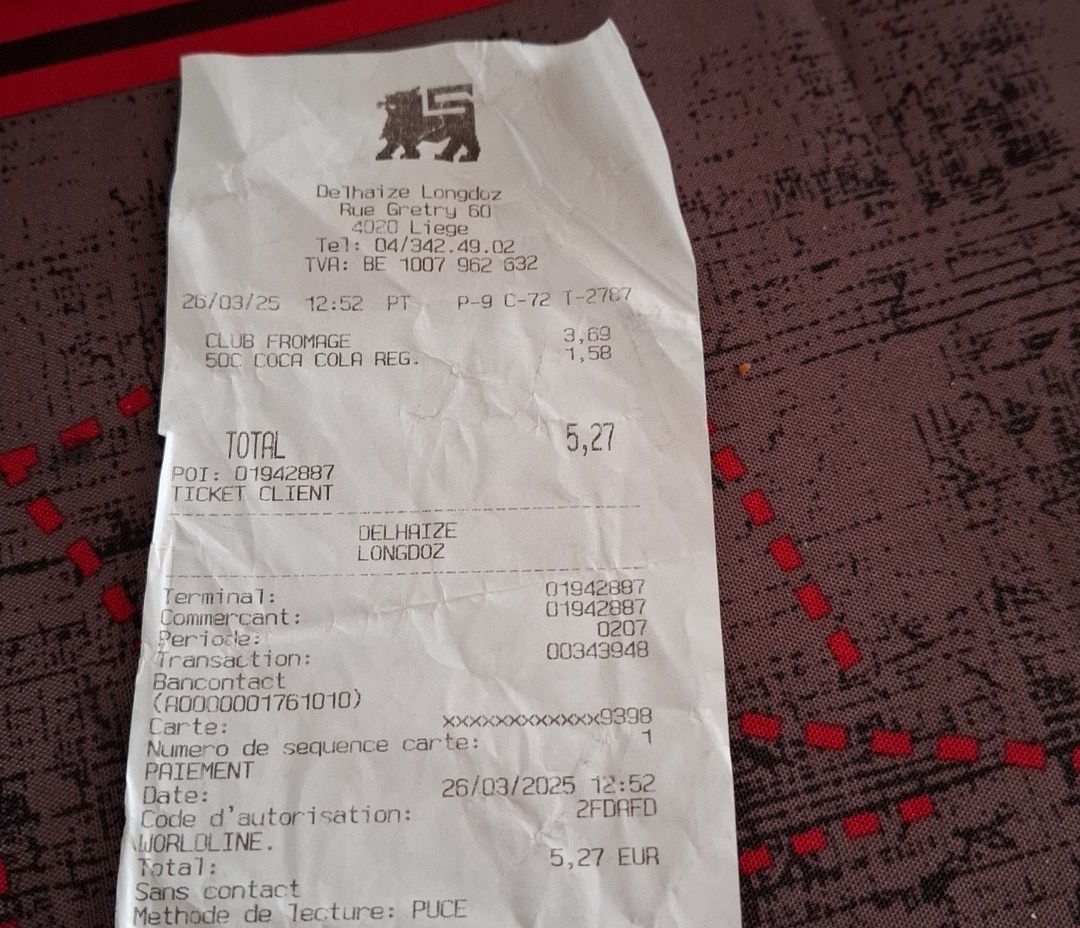 Delhaize Longdoz
Rue Gretry 60
4020 Liege
Tel: 04/342.49.02
TVA: BE 1007 962 632
26/03/25 12:52 PT P-9 C-72 T-2787
CLUB FROMAGE 3,69
50C COCA COLA REG. 1,58
TOTAL 5,27
POI: 01942887
TICKET CLIENT
DELHAIZE
LONGDOZ
Terminal: 01942887
Commercant: 01942887
Periode: 0207
Transaction: 00343948
Bancontact
(A0000001761010)
Carte: xxxxxxxxxxxxx9398
Numero de sequence carte: 1
PAIEMENT
Date: 26/03/2025 12:52
Code d'autorisation: 2FDAFD
WORLDLINE.
Total: 5,27 EUR
Sans contact
Methode de lecture: PUCE